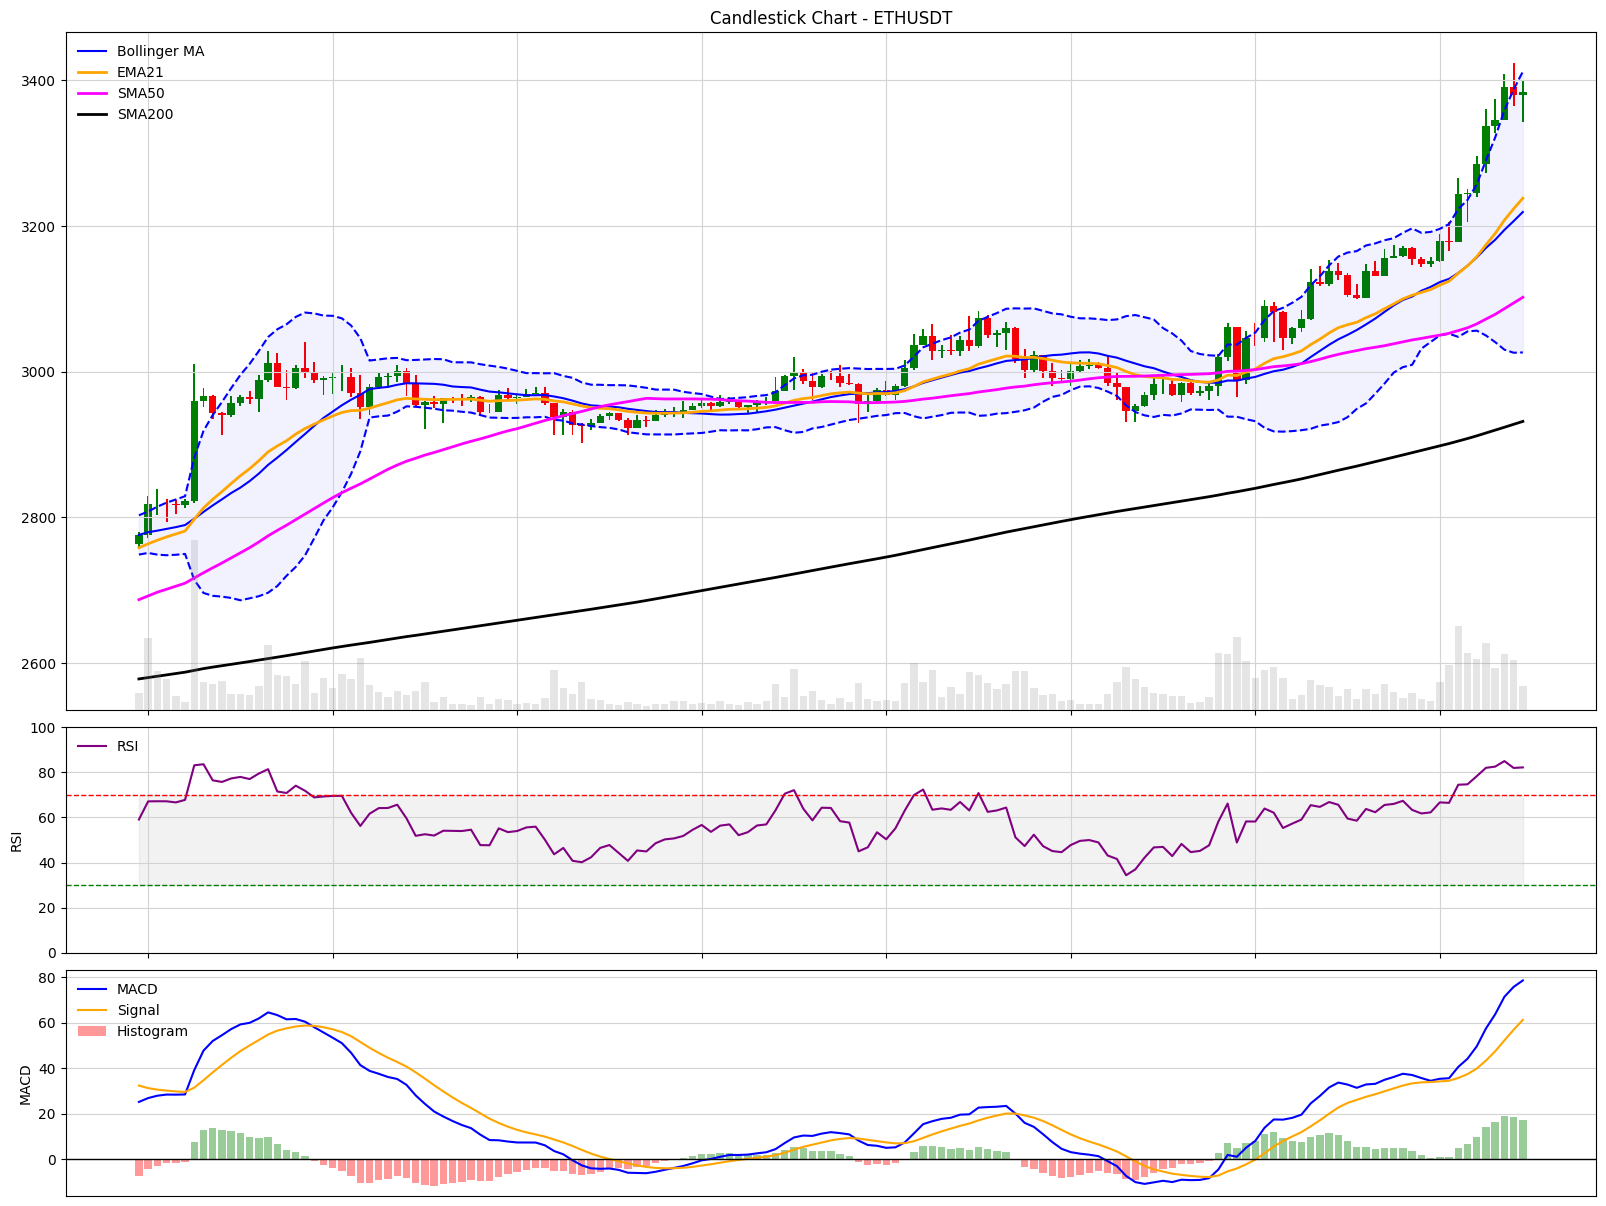 Candlestick Chart - ETHUSDT
Bollinger MA
EMA21
SMA50
SMA200
3400
3200
3000
2800
2600
RSI
100
80
60
40
20
0
RSI
MACD
Signal
Histogram
80
60
40
20
0
MACD